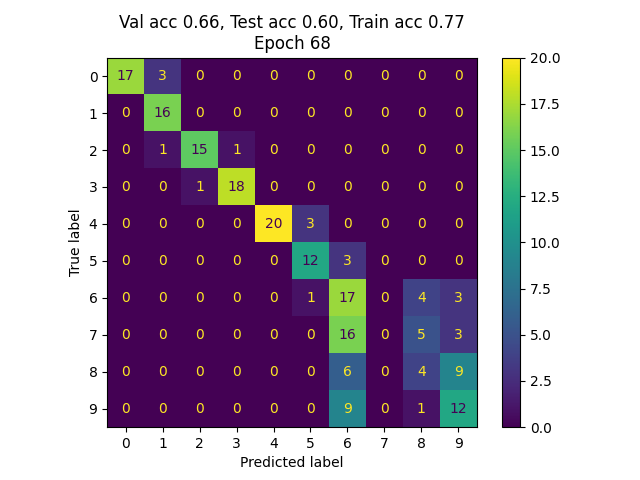 Val acc 0.66, Test acc 0.60, Train acc 0.77
Epoch 68
0 17 3 0 0 0 0 0 0 0 0
1 0 16 0 0 0 0 0 0 0 0
2 0 1 15 1 0 0 0 0 0 0
3 0 0 1 18 0 0 0 0 0 0
4 0 0 0 0 20 3 0 0 0 0
5 0 0 0 0 0 12 3 0 0 0
6 0 0 0 0 0 1 17 0 4 3
7 0 0 0 0 0 0 16 0 5 3
8 0 0 0 0 0 0 6 0 4 9
9 0 0 0 0 0 0 9 0 1 12
0 1 2 3 4 5 6 7 8 9
Predicted label
True label
20.0
17.5
15.0
12.5
10.0
7.5
5.0
2.5
0.0